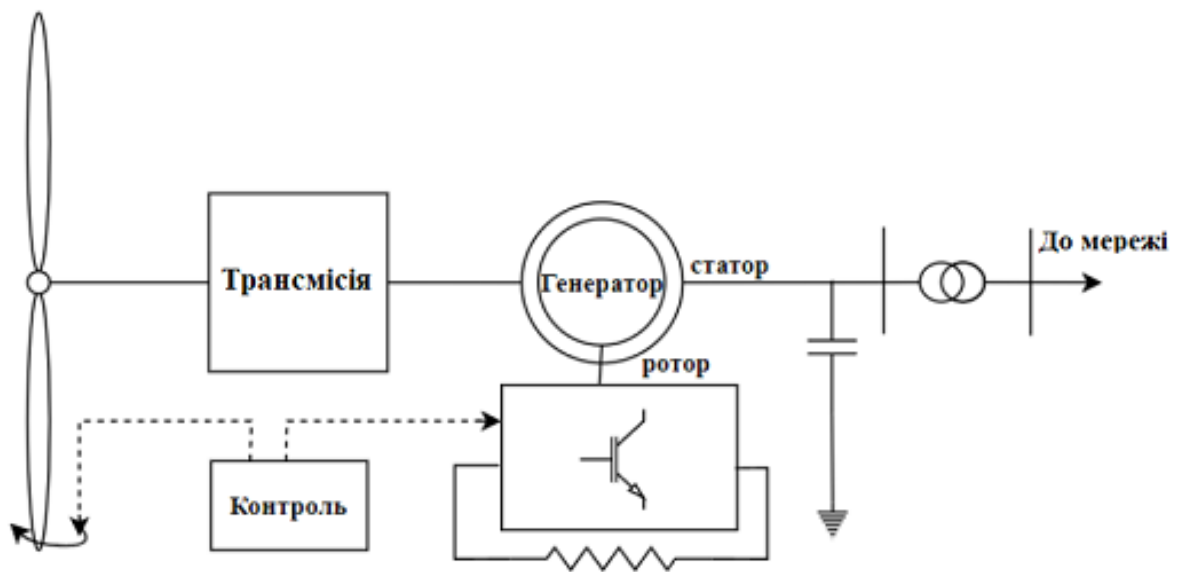 До мережі
статор
Трансмісія
Генератор
ротор
Контроль